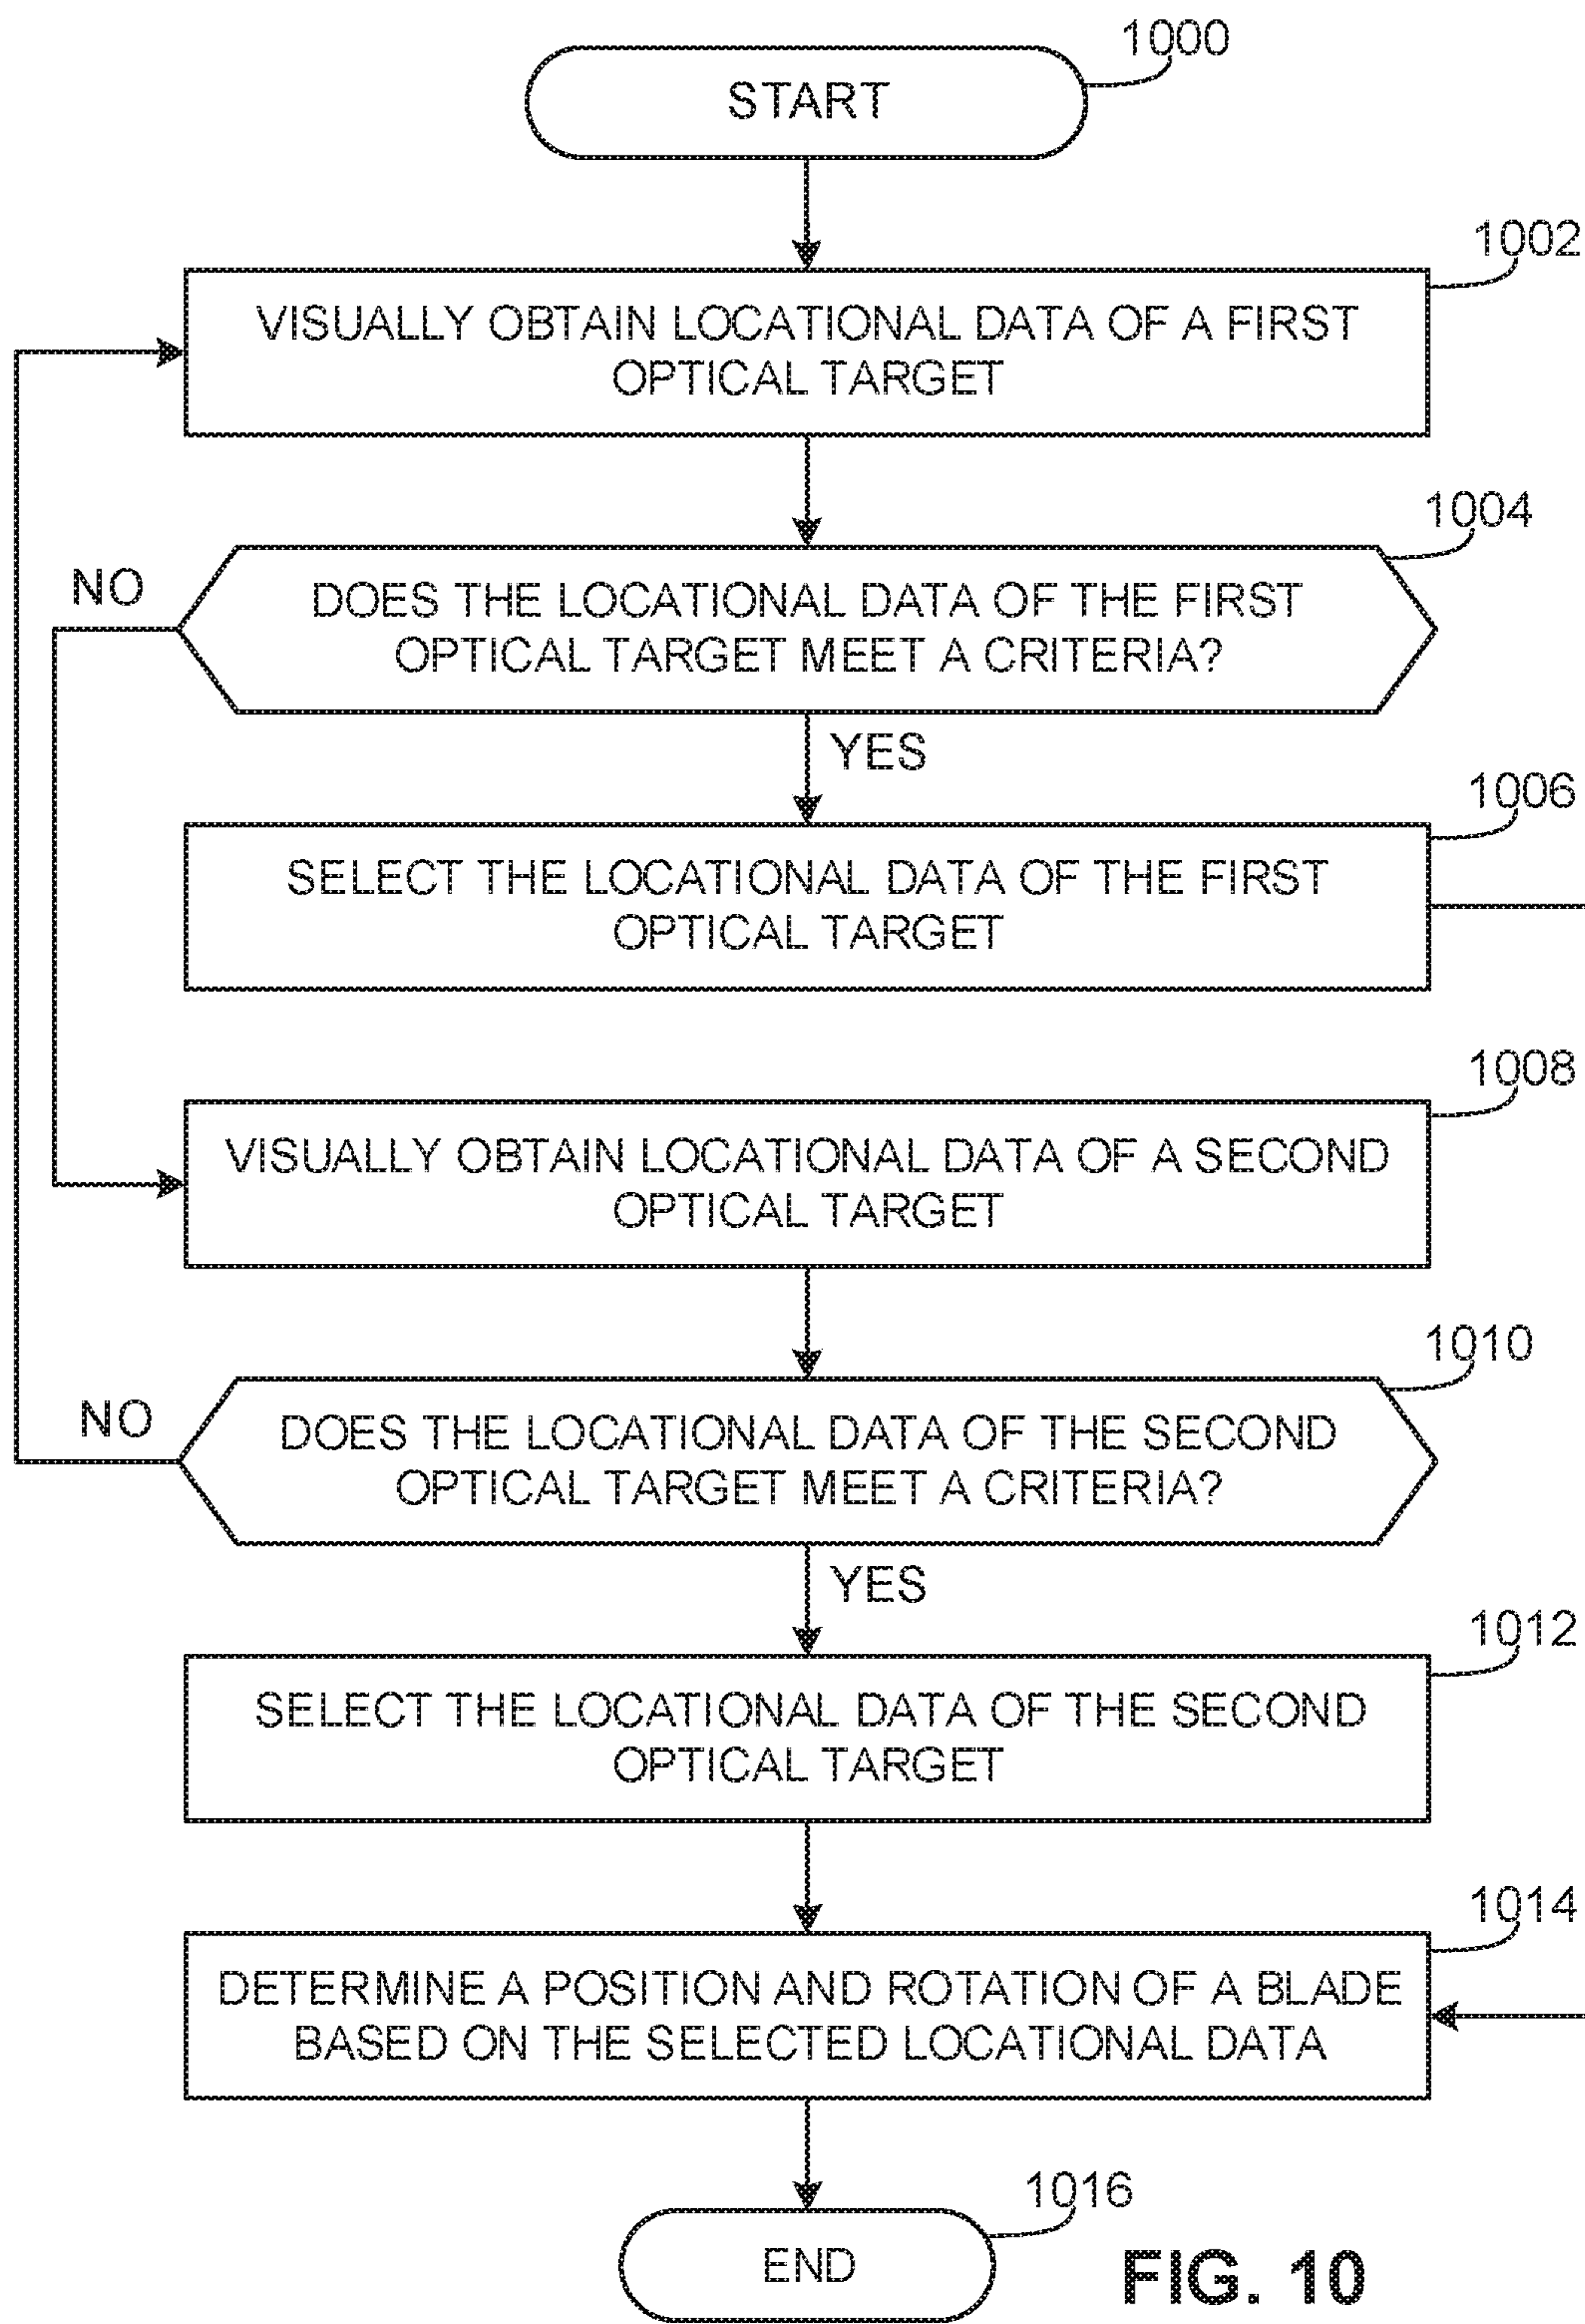 1000
START
1002
VISUALLY OBTAIN LOCATIONAL DATA OF A FIRST
OPTICAL TARGET
1004
NO
DOES THE LOCATIONAL DATA OF THE FIRST
OPTICAL TARGET MEET A CRITERIA?
YES
1006
SELECT THE LOCATIONAL DATA OF THE FIRST
OPTICAL TARGET
1008
VISUALLY OBTAIN LOCATIONAL DATA OF A SECOND
OPTICAL TARGET
1010
NO
DOES THE LOCATIONAL DATA OF THE SECOND
OPTICAL TARGET MEET A CRITERIA?
YES
1012
SELECT THE LOCATIONAL DATA OF THE SECOND
OPTICAL TARGET
1014
DETERMINE A POSITION AND ROTATION OF A BLADE
BASED ON THE SELECTED LOCATIONAL DATA
1016
END
FIG. 10